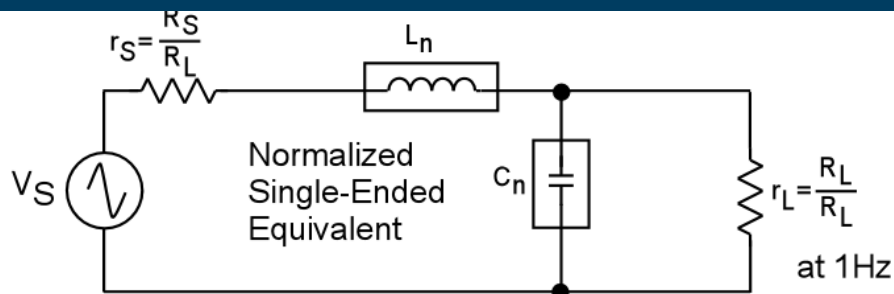 rS=RS/RL
Ln
Normalized
Single-Ended
Equivalent
VS
Cn
rL=RL/RL
at 1Hz